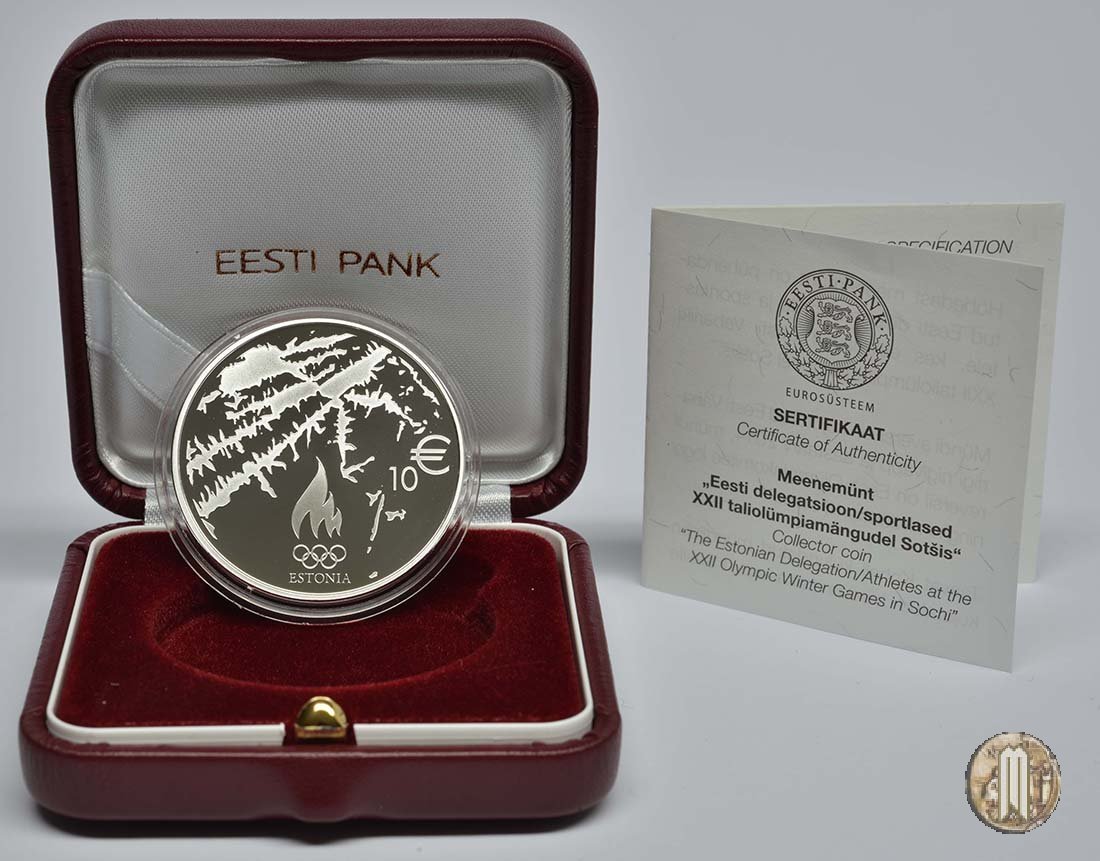 EESTI PANK
10 €
ESTONIA
SPECIFICATION
EESTI · PANK
EUROSÜSTEEM
SERTIFIKAAT
Certificate of Authenticity
Meenemünt
„Eesti delegatsioon/sportlased
XXII taliolümpiamängudel Sotšis“
Collector coin
“The Estonian Delegation/Athletes at the
XXII Olympic Winter Games in Sochi”